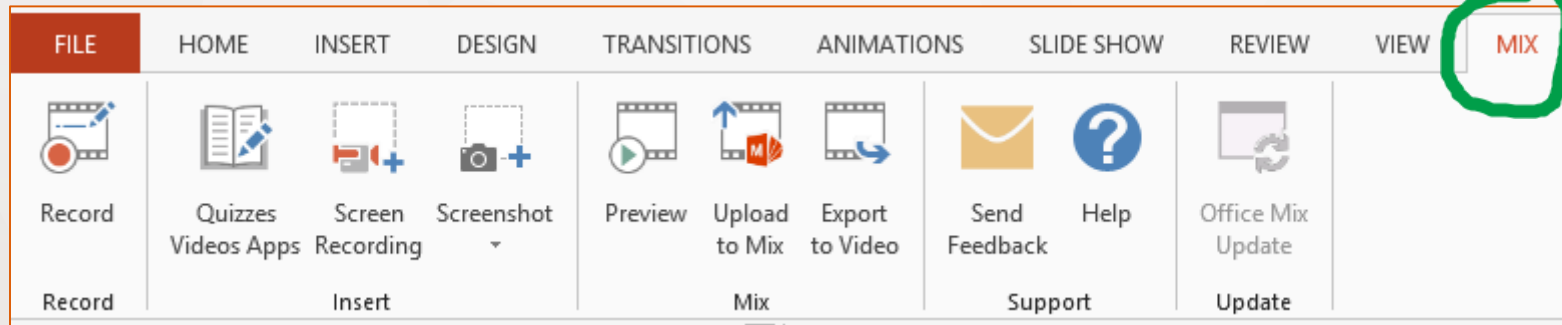 FILE HOME INSERT DESIGN TRANSITIONS ANIMATIONS SLIDE SHOW REVIEW VIEW MIX
Record Quizzes Screen Screenshot Preview Upload Export Send Help Office Mix
Videos Apps Recording to Mix to Video Feedback Update
Record Insert Mix Support Update